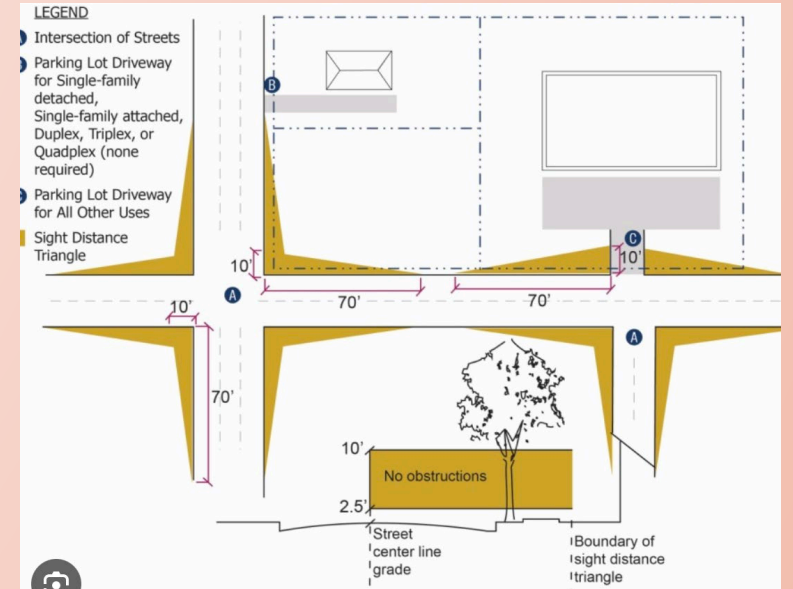 LEGEND
Intersection of Streets
Parking Lot Driveway
for Single-family
detached,
Single-family attached,
Duplex, Triplex, or
Quadplex (none
required)
Parking Lot Driveway
for All Other Uses
Sight Distance
Triangle
B
C
10’
10’
A
70’
70’
10’
A
70’
10’
No obstructions
2.5’
Street
center line
grade
Boundary of
sight distance
triangle